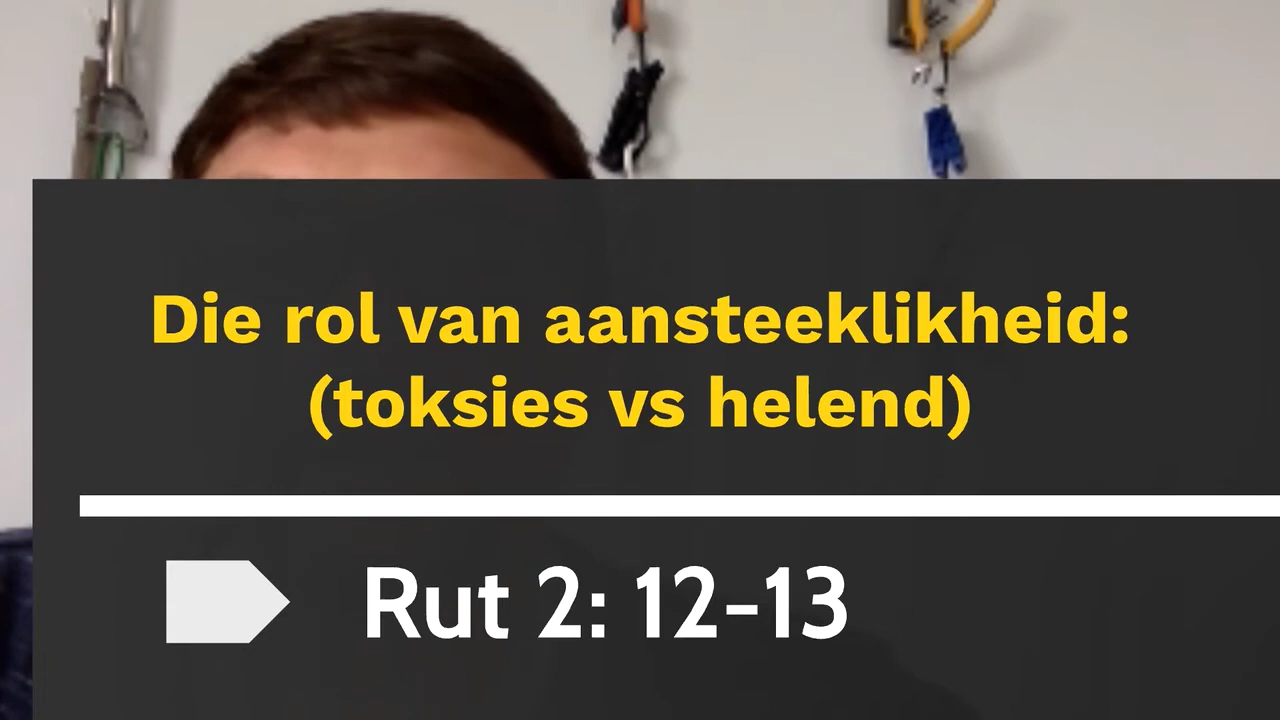 Die rol van aansteeklikheid:
(toksies vs helend)
Rut 2: 12-13